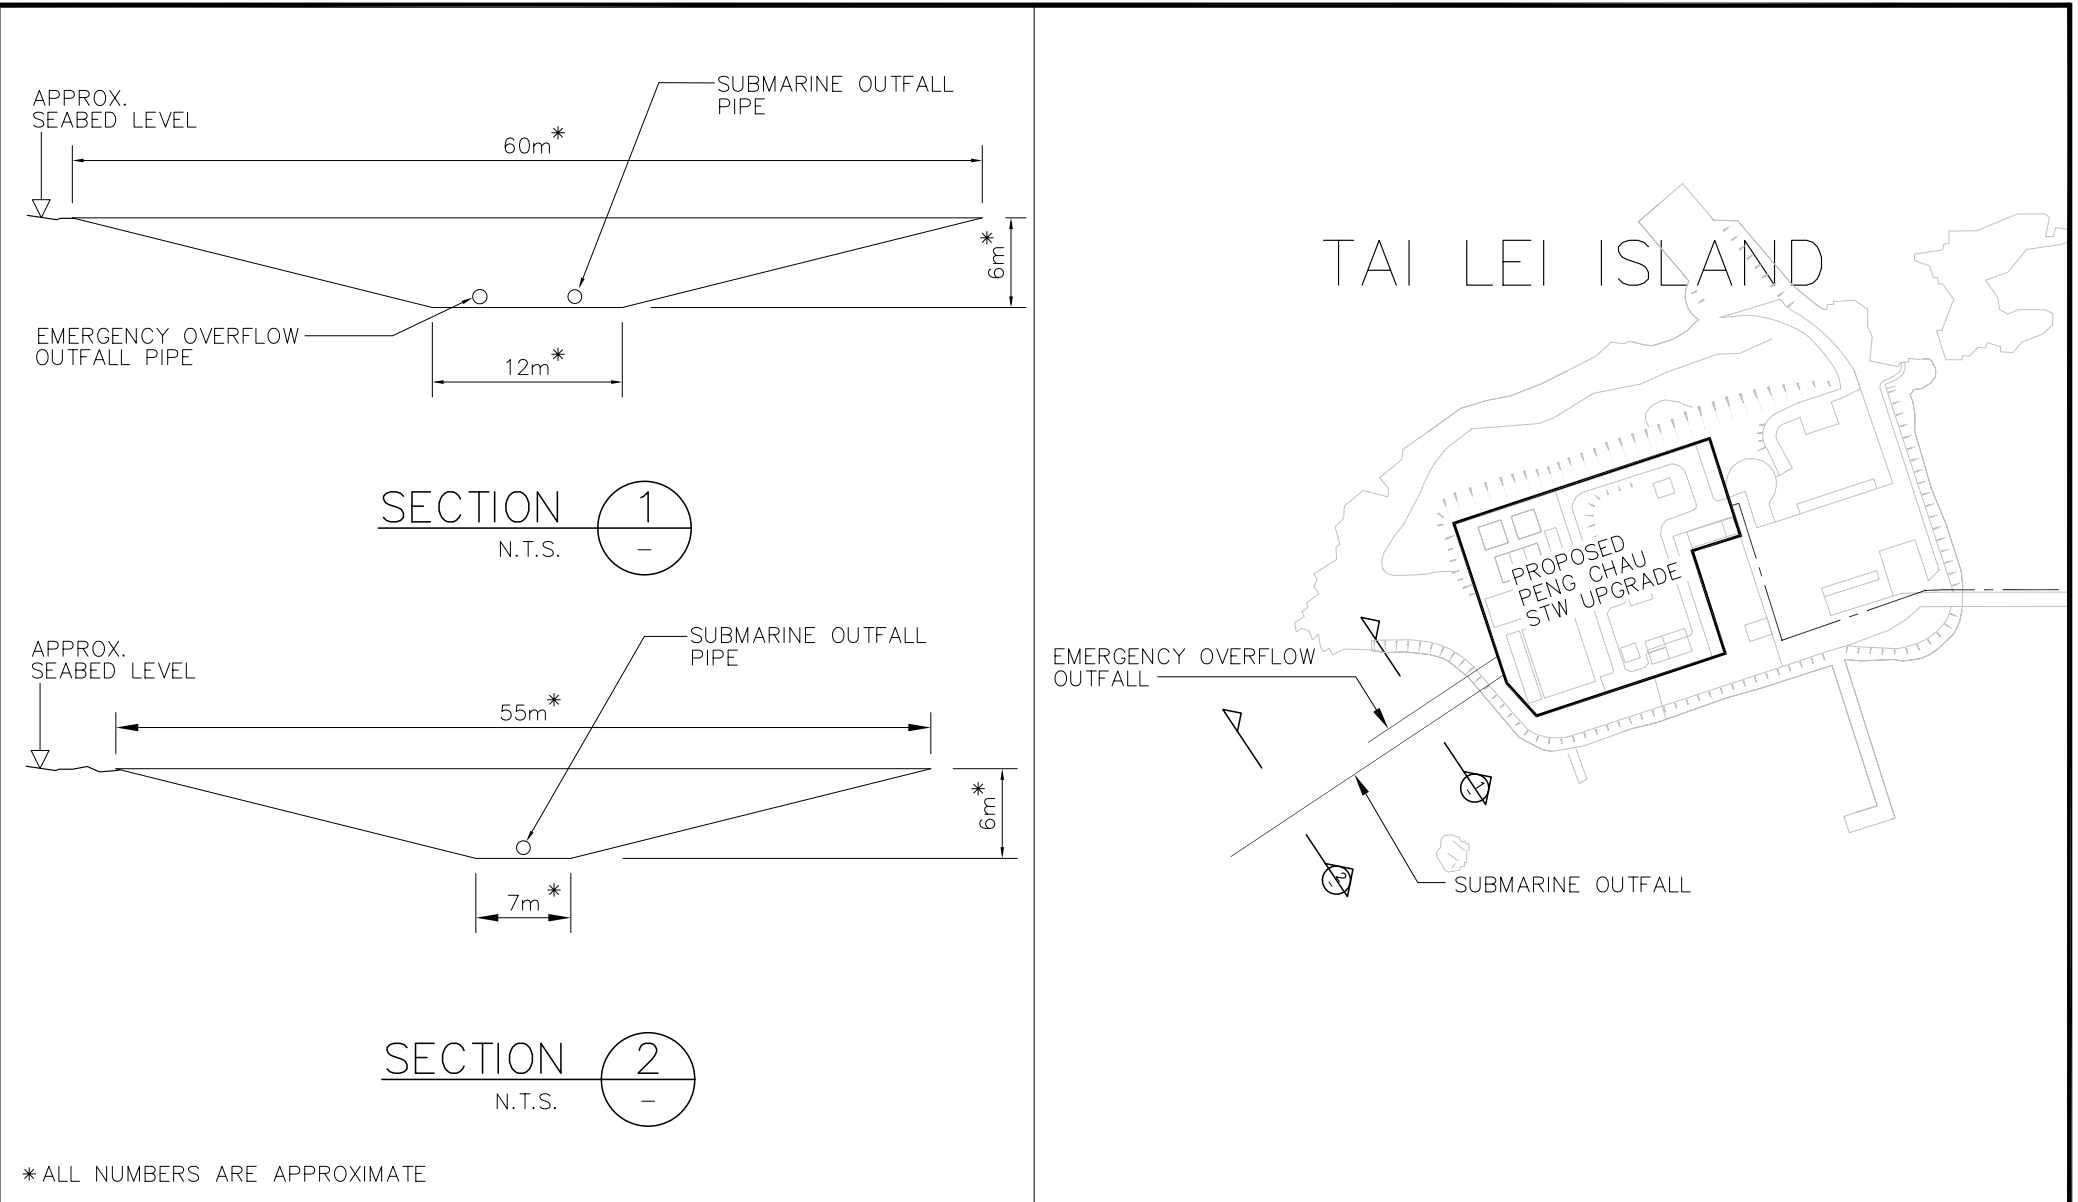 APPROX.
SEABED LEVEL
SUBMARINE OUTFALL
PIPE
60m*
6m*
EMERGENCY OVERFLOW
OUTFALL PIPE
12m*
SECTION 1
N.T.S. -
APPROX.
SEABED LEVEL
SUBMARINE OUTFALL
PIPE
55m*
6m*
7m*
SECTION 2
N.T.S. -
*ALL NUMBERS ARE APPROXIMATE
TAI LEI ISLAND
PROPOSED
PENG CHAU
STW UPGRADE
EMERGENCY OVERFLOW
OUTFALL
1
-
2
-
SUBMARINE OUTFALL